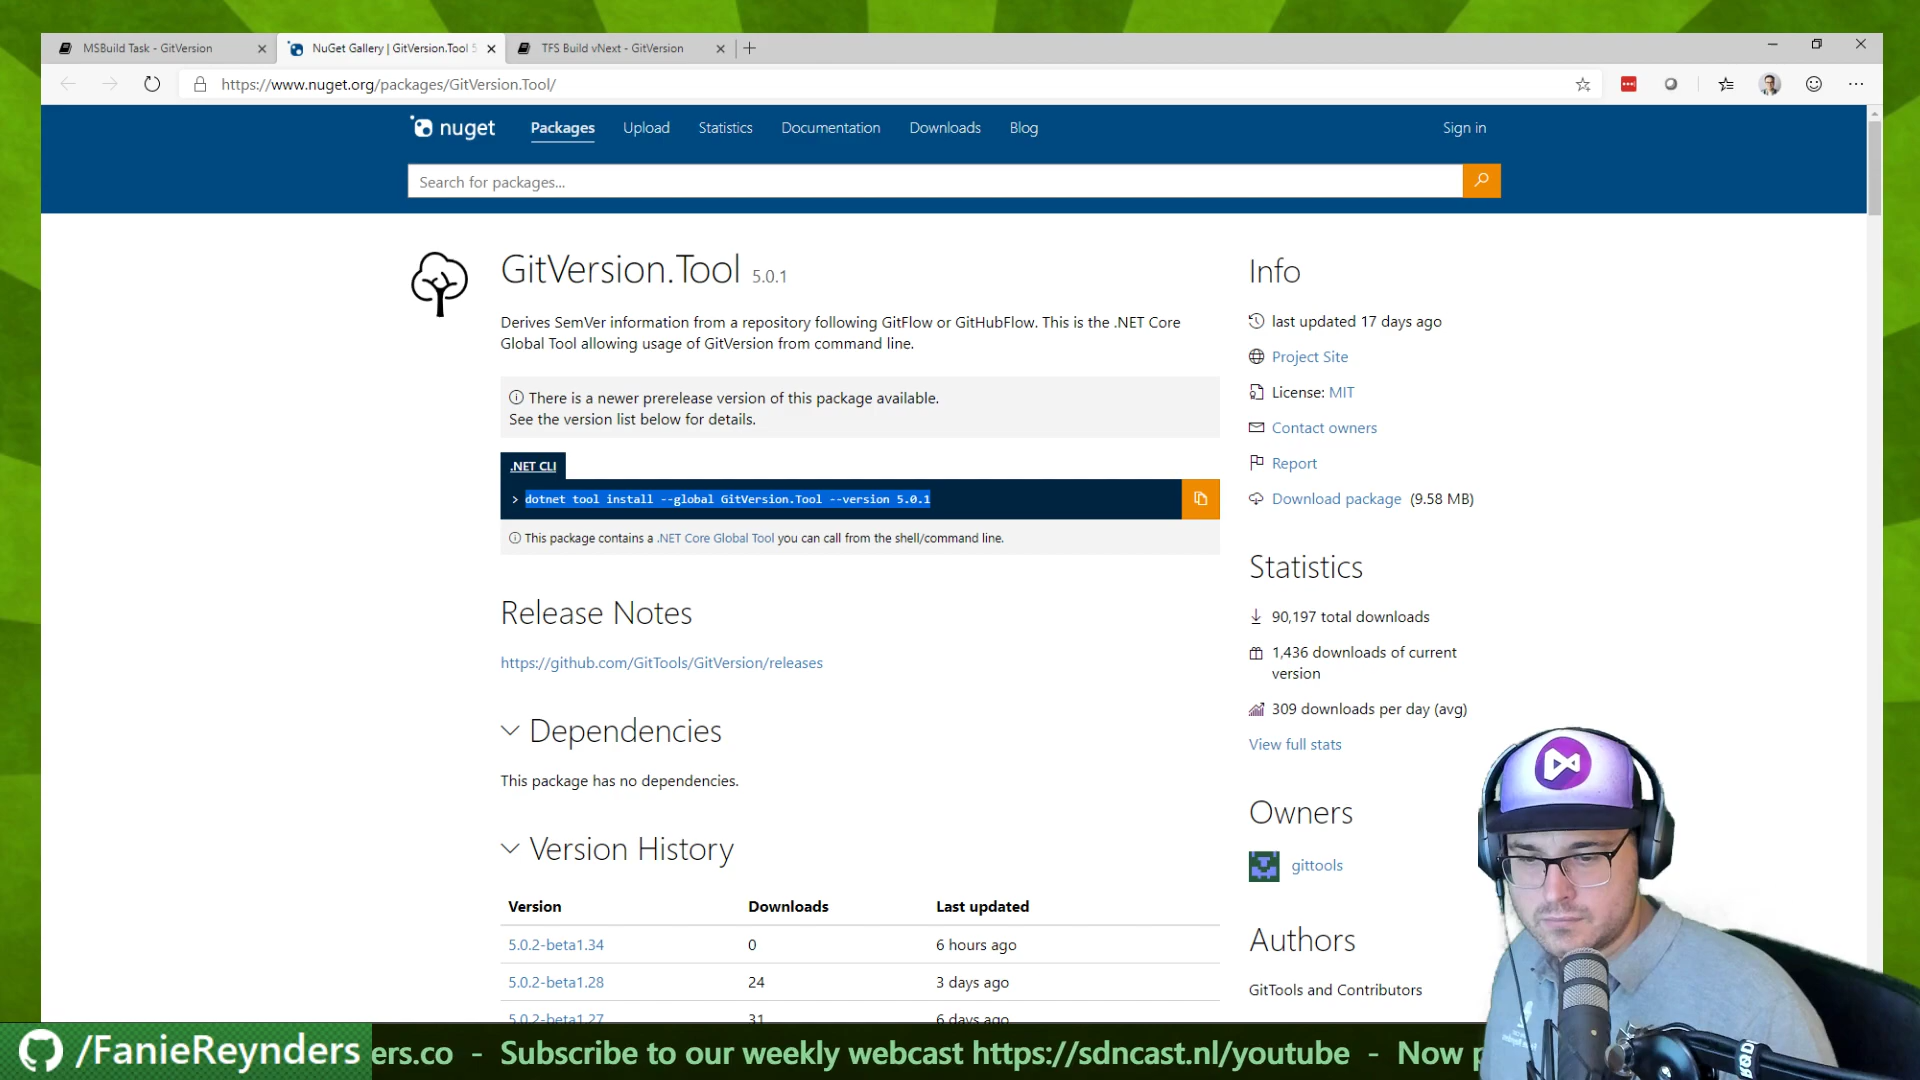 MSBuild Task - GitVersion
NuGet Gallery | GitVersion.Tool 5
TFS Build vNext - GitVersion
https://www.nuget.org/packages/GitVersion.Tool/
nuget
Packages
Upload
Statistics
Documentation
Downloads
Blog
Sign in
Search for packages...
GitVersion.Tool 5.0.1
Derives SemVer information from a repository following GitFlow or GitHubFlow. This is the .NET Core
Global Tool allowing usage of GitVersion from command line.
There is a newer prerelease version of this package available.
See the version list below for details.
.NET CLI
> dotnet tool install --global GitVersion.Tool --version 5.0.1
This package contains a .NET Core Global Tool you can call from the shell/command line.
Release Notes
https://github.com/GitTools/GitVersion/releases
Dependencies
This package has no dependencies.
Version History
Version Downloads Last updated
5.0.2-beta1.34 0 6 hours ago
5.0.2-beta1.28 24 3 days ago
5.0.2-beta1.27 31 6 days ago
Info
last updated 17 days ago
Project Site
License: MIT
Contact owners
Report
Download package (9.58 MB)
Statistics
90,197 total downloads
1,436 downloads of current
version
309 downloads per day (avg)
View full stats
Owners
gittools
Authors
GitTools and Contributors
/FanieReynders
ers.co - Subscribe to our weekly webcast https://sdncast.nl/youtube - Now